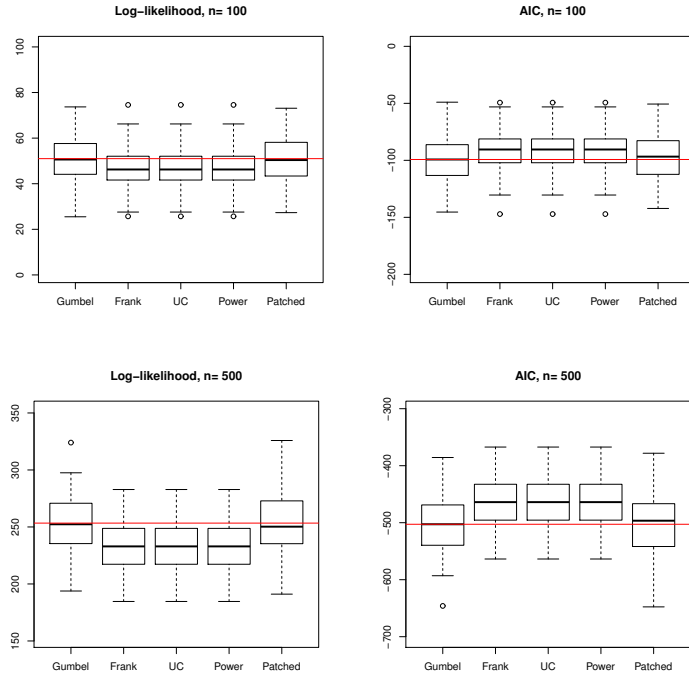 Log−likelihood, n= 100
100
80
60
40
20
0
Gumbel Frank UC Power Patched
AIC, n= 100
0
−50
−100
−150
−200
Gumbel Frank UC Power Patched
Log−likelihood, n= 500
350
300
250
200
150
Gumbel Frank UC Power Patched
AIC, n= 500
−300
−400
−500
−600
−700
Gumbel Frank UC Power Patched